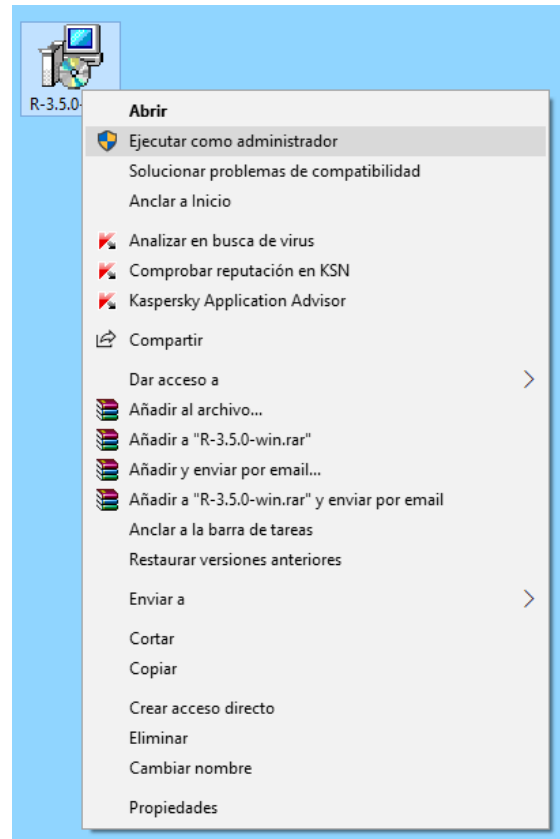 R-3.5.0-
Abrir
Ejecutar como administrador
Solucionar problemas de compatibilidad
Anclar a Inicio
Analizar en busca de virus
Comprobar reputación en KSN
Kaspersky Application Advisor
Compartir
Dar acceso a
Añadir al archivo...
Añadir a "R-3.5.0-win.rar"
Añadir y enviar por email...
Añadir a "R-3.5.0-win.rar" y enviar por email
Anclar a la barra de tareas
Restaurar versiones anteriores
Enviar a
Cortar
Copiar
Crear acceso directo
Eliminar
Cambiar nombre
Propiedades